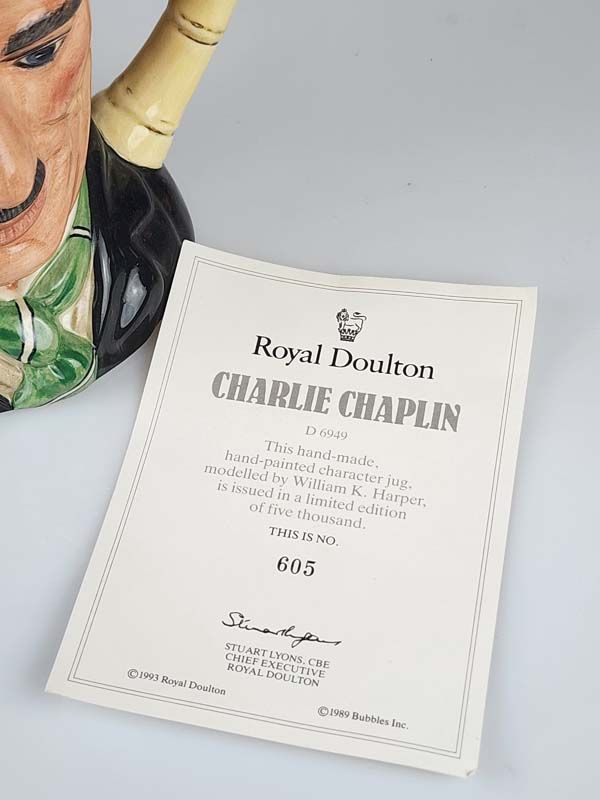 Royal Doulton
CHARLIE CHAPLIN
D 6949
This hand-made,
hand-painted character jug,
modelled by William K. Harper,
is issued in a limited edition
of five thousand.
THIS IS NO.
605
Stuart Lyons
STUART LYONS, CBE
CHIEF EXECUTIVE
ROYAL DOULTON
©1993 Royal Doulton
©1989 Bubbles Inc.